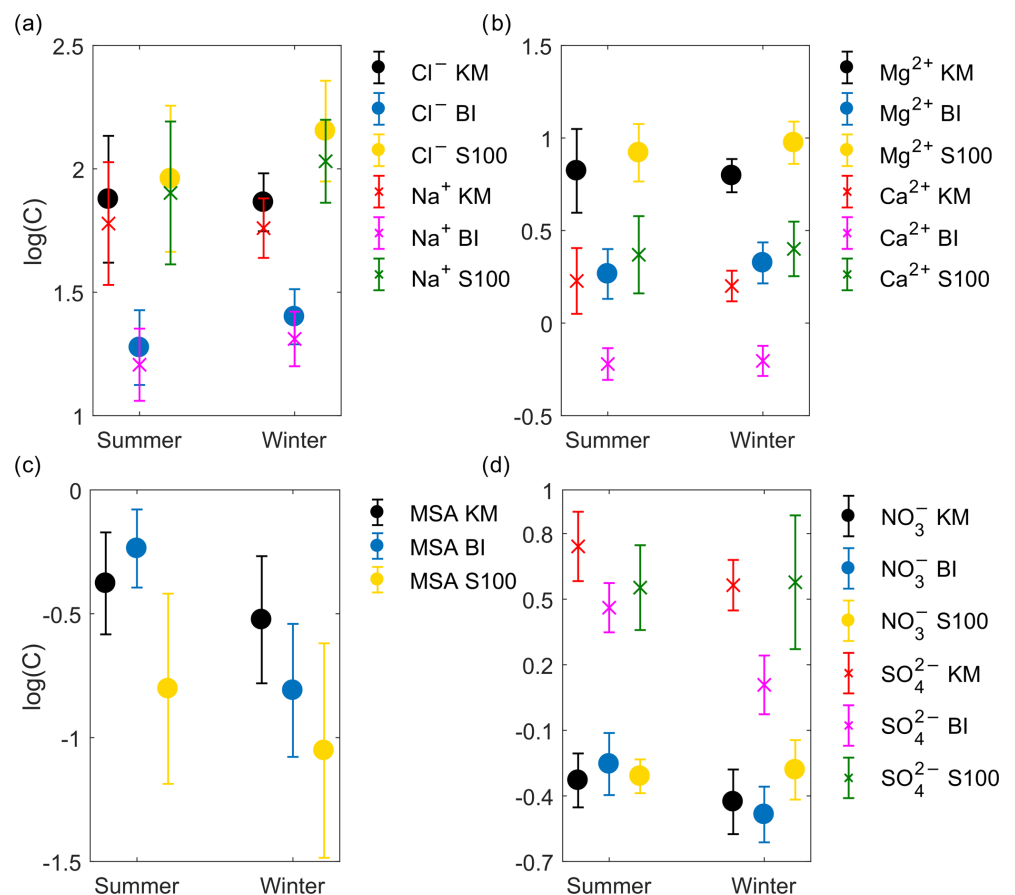 (a)
2.5
2
1.5
1
log(C)
Summer Winter
Cl⁻ KM
Cl⁻ BI
Cl⁻ S100
Na⁺ KM
Na⁺ BI
Na⁺ S100
(b)
1.5
1
0.5
0
-0.5
Summer Winter
Mg²⁺ KM
Mg²⁺ BI
Mg²⁺ S100
Ca²⁺ KM
Ca²⁺ BI
Ca²⁺ S100
(c)
0
-0.5
-1
-1.5
log(C)
Summer Winter
MSA KM
MSA BI
MSA S100
(d)
1
0.8
0.5
0.2
-0.1
-0.4
-0.7
Summer Winter
NO₃⁻ KM
NO₃⁻ BI
NO₃⁻ S100
SO₄²⁻ KM
SO₄²⁻ BI
SO₄²⁻ S100